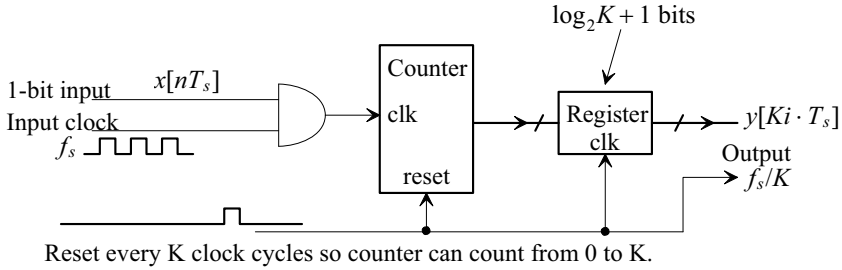 log₂K + 1 bits
1-bit input
x[nTₛ]
Input clock
fₛ
Counter
clk
reset
Register
clk
y[Ki · Tₛ]
Output
fₛ/K
Reset every K clock cycles so counter can count from 0 to K.